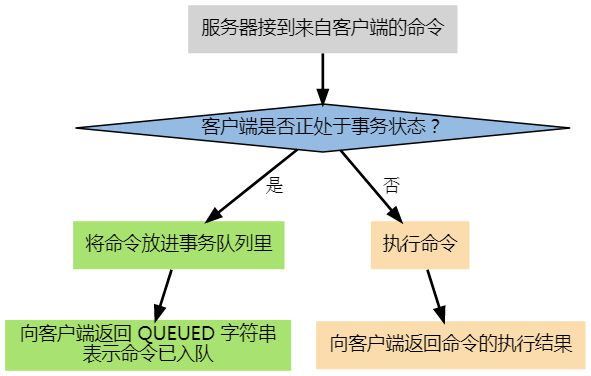 服务器接到来自客户端的命令
客户端是否正处于事务状态？
是
否
将命令放进事务队列里
执行命令
向客户端返回 QUEUED 字符串
表示命令已入队
向客户端返回命令的执行结果